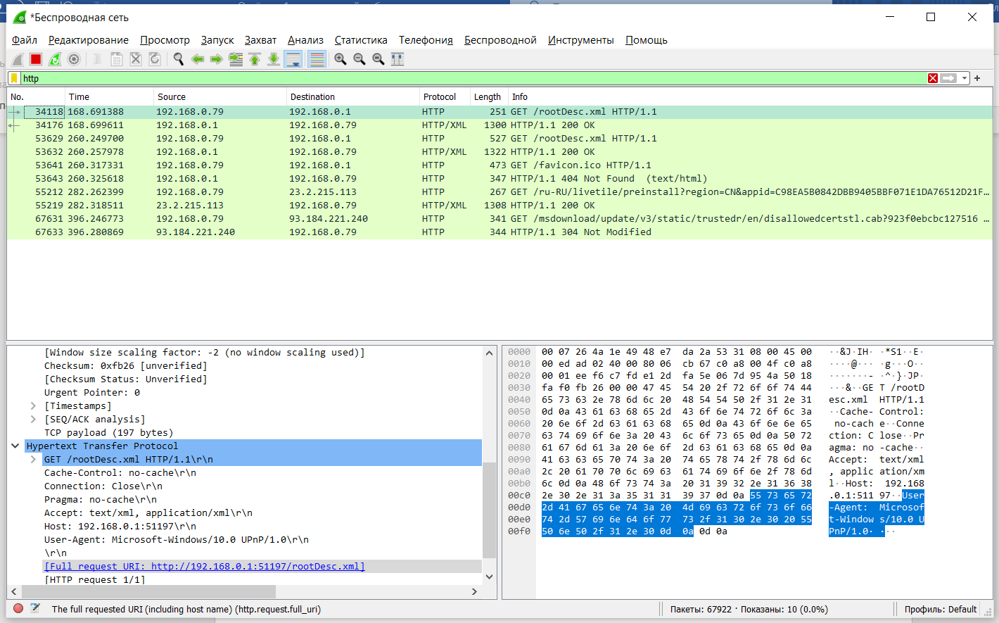 *Беспроводная сеть
Файл Редактирование Просмотр Запуск Захват Анализ Статистика Телефония Беспроводной Инструменты Помощь
http
No. Time Source Destination Protocol Length Info
34118 168.691388 192.168.0.79 192.168.0.1 HTTP 251 GET /rootDesc.xml HTTP/1.1
34176 168.699611 192.168.0.1 192.168.0.79 HTTP/XML 1300 HTTP/1.1 200 OK
53629 260.249700 192.168.0.79 192.168.0.1 HTTP 527 GET /rootDesc.xml HTTP/1.1
53632 260.257978 192.168.0.1 192.168.0.79 HTTP/XML 1322 HTTP/1.1 200 OK
53641 260.317331 192.168.0.79 192.168.0.1 HTTP 473 GET /favicon.ico HTTP/1.1
53643 260.325618 192.168.0.1 192.168.0.79 HTTP 347 HTTP/1.1 404 Not Found  (text/html)
55212 282.262399 192.168.0.79 23.2.215.113 HTTP 267 GET /ru-RU/livetile/preinstall?region=CN&appid=C98EA5B0842DBB9405BBF071E1DA76512D21F…
55219 282.318511 23.2.215.113 192.168.0.79 HTTP/XML 1308 HTTP/1.1 200 OK
67631 396.246773 192.168.0.79 93.184.221.240 HTTP 341 GET /msdownload/update/v3/static/trustedr/en/disallowedcertstl.cab?923f0ebcbc127516 …
67633 396.280869 93.184.221.240 192.168.0.79 HTTP 344 HTTP/1.1 304 Not Modified
[Window size scaling factor: -2 (no window scaling used)]
Checksum: 0xfb26 [unverified]
[Checksum Status: Unverified]
Urgent Pointer: 0
[Timestamps]
[SEQ/ACK analysis]
TCP payload (197 bytes)
Hypertext Transfer Protocol
GET /rootDesc.xml HTTP/1.1\r\n
Cache-Control: no-cache\r\n
Connection: Close\r\n
Pragma: no-cache\r\n
Accept: text/xml, application/xml\r\n
Host: 192.168.0.1:51197\r\n
User-Agent: Microsoft-Windows/10.0 UPnP/1.0\r\n
\r\n
[Full request URI: http://192.168.0.1:51197/rootDesc.xml]
[HTTP request 1/1]
0000 00 07 26 4a 1e 49 48 e7 da 2a 53 31 08 00 45 00 ··&J·IH· ·*S1··E·
0010 00 ed ad 02 40 00 80 06 cb 67 c0 a8 00 4f c0 a8 ····@··· ·g···O··
0020 00 01 ee f6 c7 fd e1 2d fa 5e 06 7d 95 4a 50 18 ·······- ·^·}·JP·
0030 fa f0 fb 26 00 00 47 45 54 20 2f 72 6f 6f 74 44 ···&··GE T /rootD
0040 65 73 63 2e 78 6d 6c 20 48 54 54 50 2f 31 2e 31 esc.xml  HTTP/1.1
0050 0d 0a 43 61 63 68 65 2d 43 6f 6e 74 72 6f 6c 3a ··Cache- Control:
0060 20 6e 6f 2d 63 61 63 68 65 0d 0a 43 6f 6e 6e 65 no-cach e··Conne
0070 63 74 69 6f 6e 3a 20 43 6c 6f 73 65 0d 0a 50 72 ction: C lose··Pr
0080 61 67 6d 61 3a 20 6e 6f 2d 63 61 63 68 65 0d 0a agma: no -cache··
0090 41 63 63 65 70 74 3a 20 74 65 78 74 2f 78 6d 6c Accept:  text/xml
00a0 2c 20 61 70 70 6c 69 63 61 74 69 6f 6e 2f 78 6d , applic ation/xm
00b0 6c 0d 0a 48 6f 73 74 3a 20 31 39 32 2e 31 36 38 l··Host:  192.168
00c0 2e 30 2e 31 3a 35 31 31 39 37 0d 0a 55 73 65 72 .0.1:511 97··User
00d0 2d 41 67 65 6e 74 3a 20 4d 69 63 72 6f 73 6f 66 -Agent:  Microsof
00e0 74 2d 57 69 6e 64 6f 77 73 2f 31 30 2e 30 20 55 t-Window s/10.0 U
00f0 50 6e 50 2f 31 2e 30 0d 0a 0d 0a PnP/1.0· ···
The full requested URI (including host name) (http.request.full_uri) Пакеты: 67922 · Показаны: 10 (0.0%) Профиль: Default